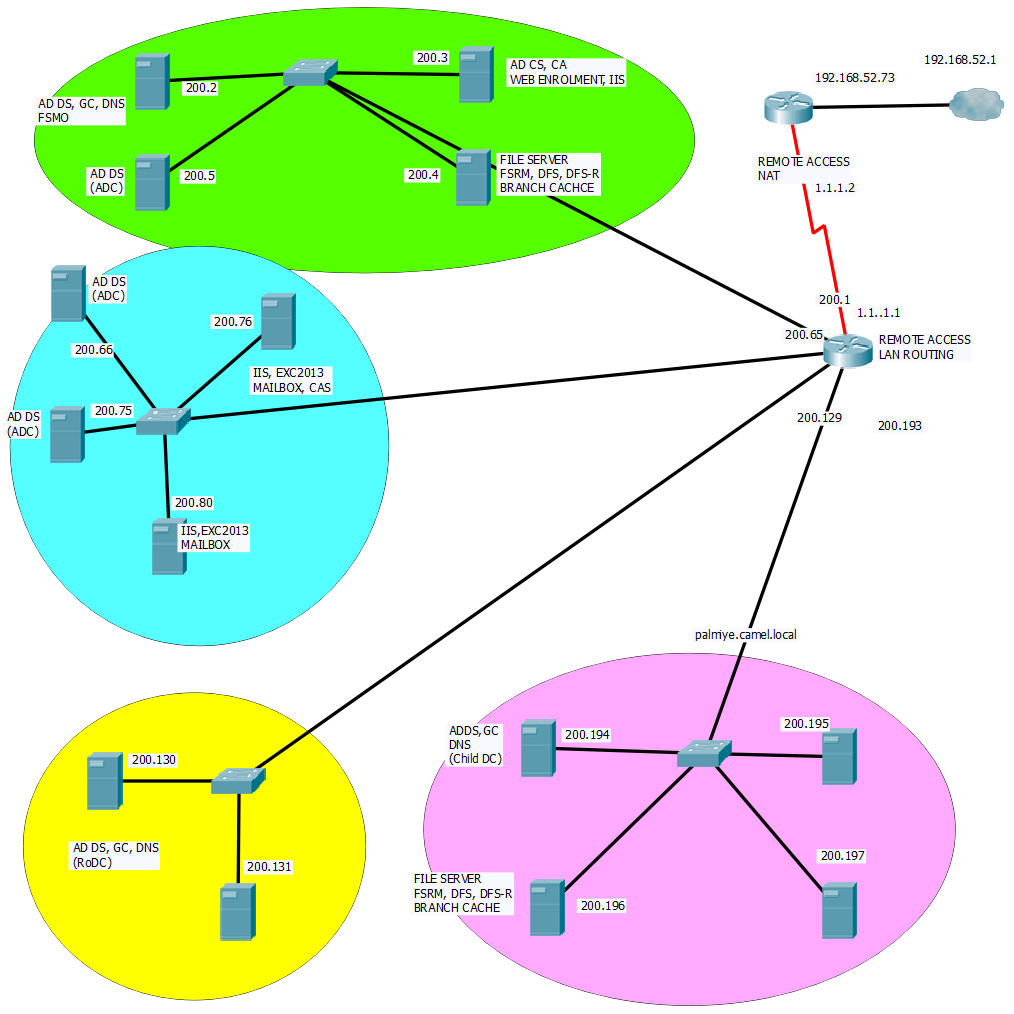 200.3
AD CS, CA
WEB ENROLMENT, IIS
200.2
AD DS, GC, DNS
FSMO
192.168.52.1
192.168.52.73
FILE SERVER
FSRM, DFS, DFS-R
BRANCH CACHCE
200.4
AD DS
(ADC)
200.5
REMOTE ACCESS
NAT
1.1.1.2
AD DS
(ADC)
200.66
200.76
200.1
1.1..1.1
200.65
REMOTE ACCESS
LAN ROUTING
IIS, EXC2013
MAILBOX, CAS
AD DS
(ADC)
200.75
200.129
200.193
200.80
IIS,EXC2013
MAILBOX
palmiye.camel.local
ADDS,GC
DNS
(Child DC)
200.194
200.195
200.130
AD DS, GC, DNS
(RoDC)
200.131
200.197
FILE SERVER
FSRM, DFS, DFS-R
BRANCH CACHE
200.196